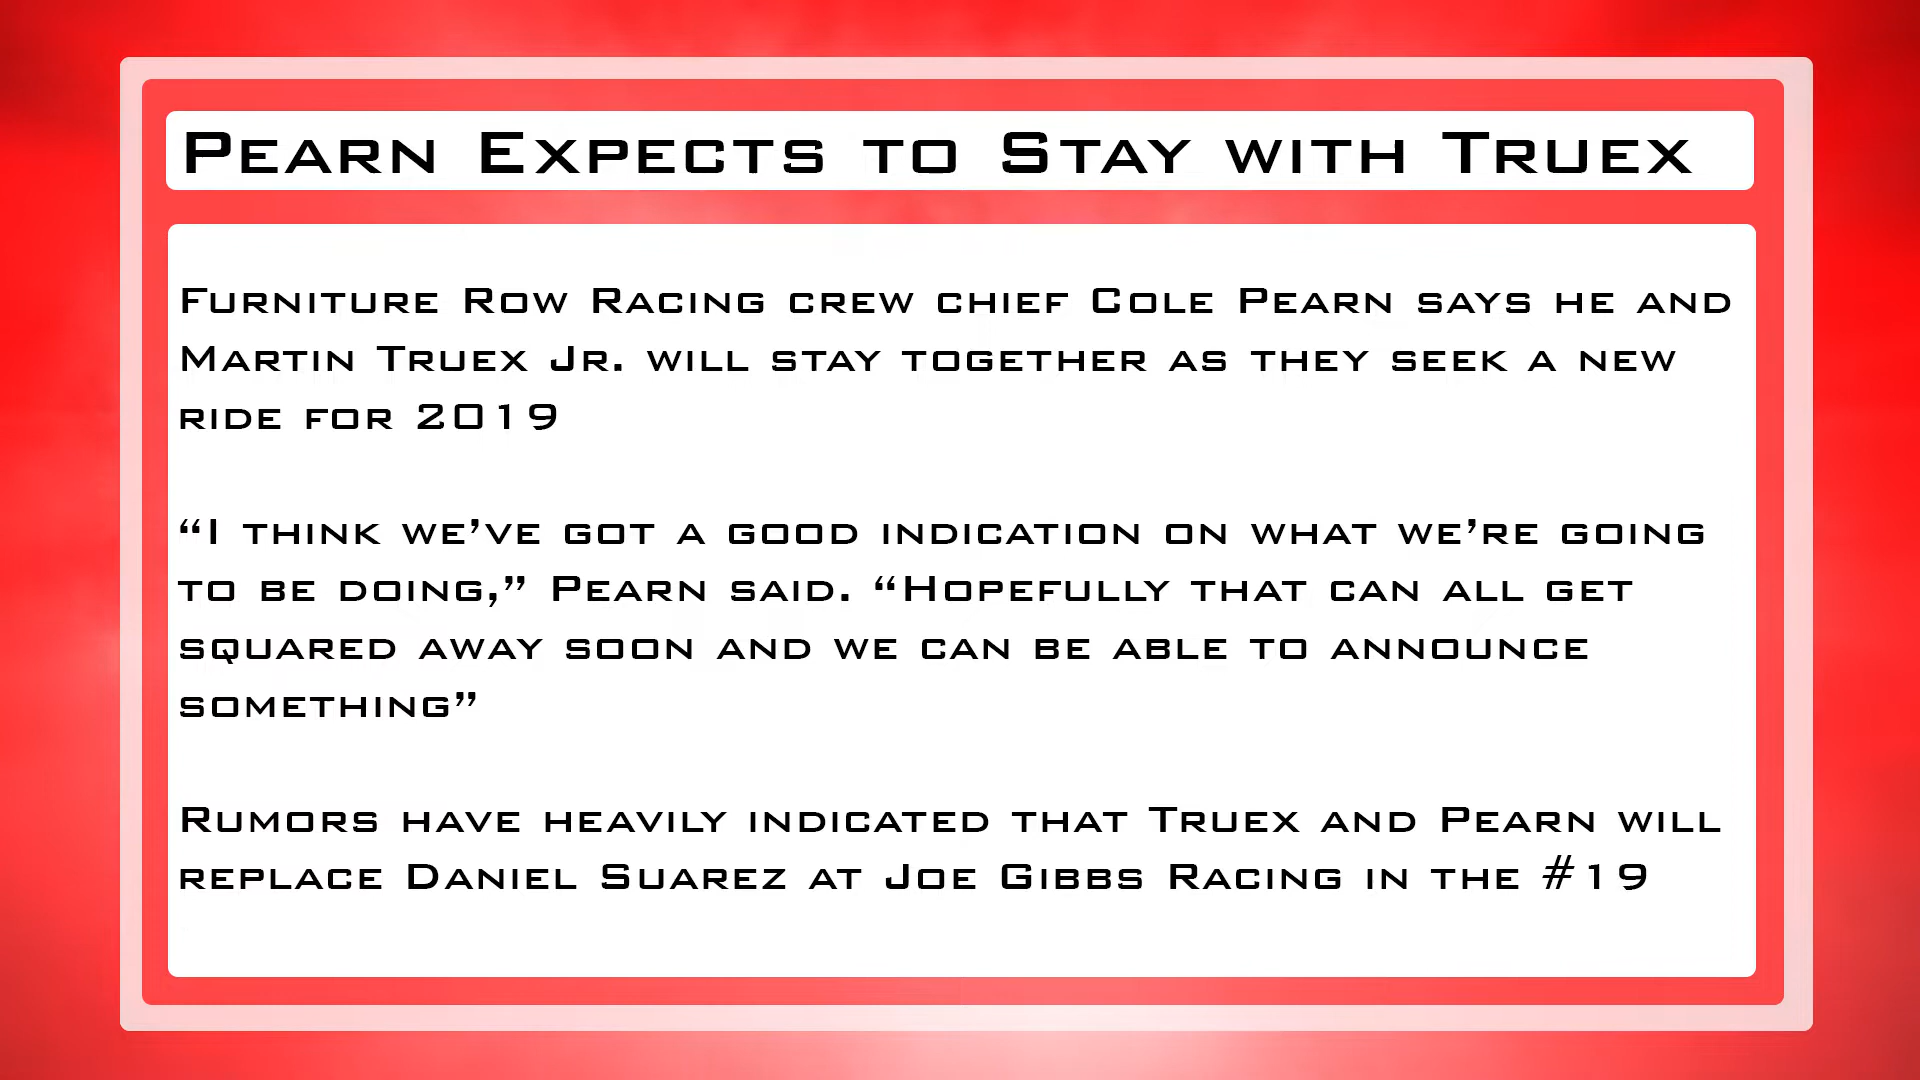 Pearn Expects to Stay with Truex
Furniture Row Racing crew chief Cole Pearn says he and
Martin Truex Jr. will stay together as they seek a new
ride for 2019
“I think we’ve got a good indication on what we’re going
to be doing,” Pearn said. “Hopefully that can all get
squared away soon and we can be able to announce
something”
Rumors have heavily indicated that Truex and Pearn will
replace Daniel Suarez at Joe Gibbs Racing in the #19